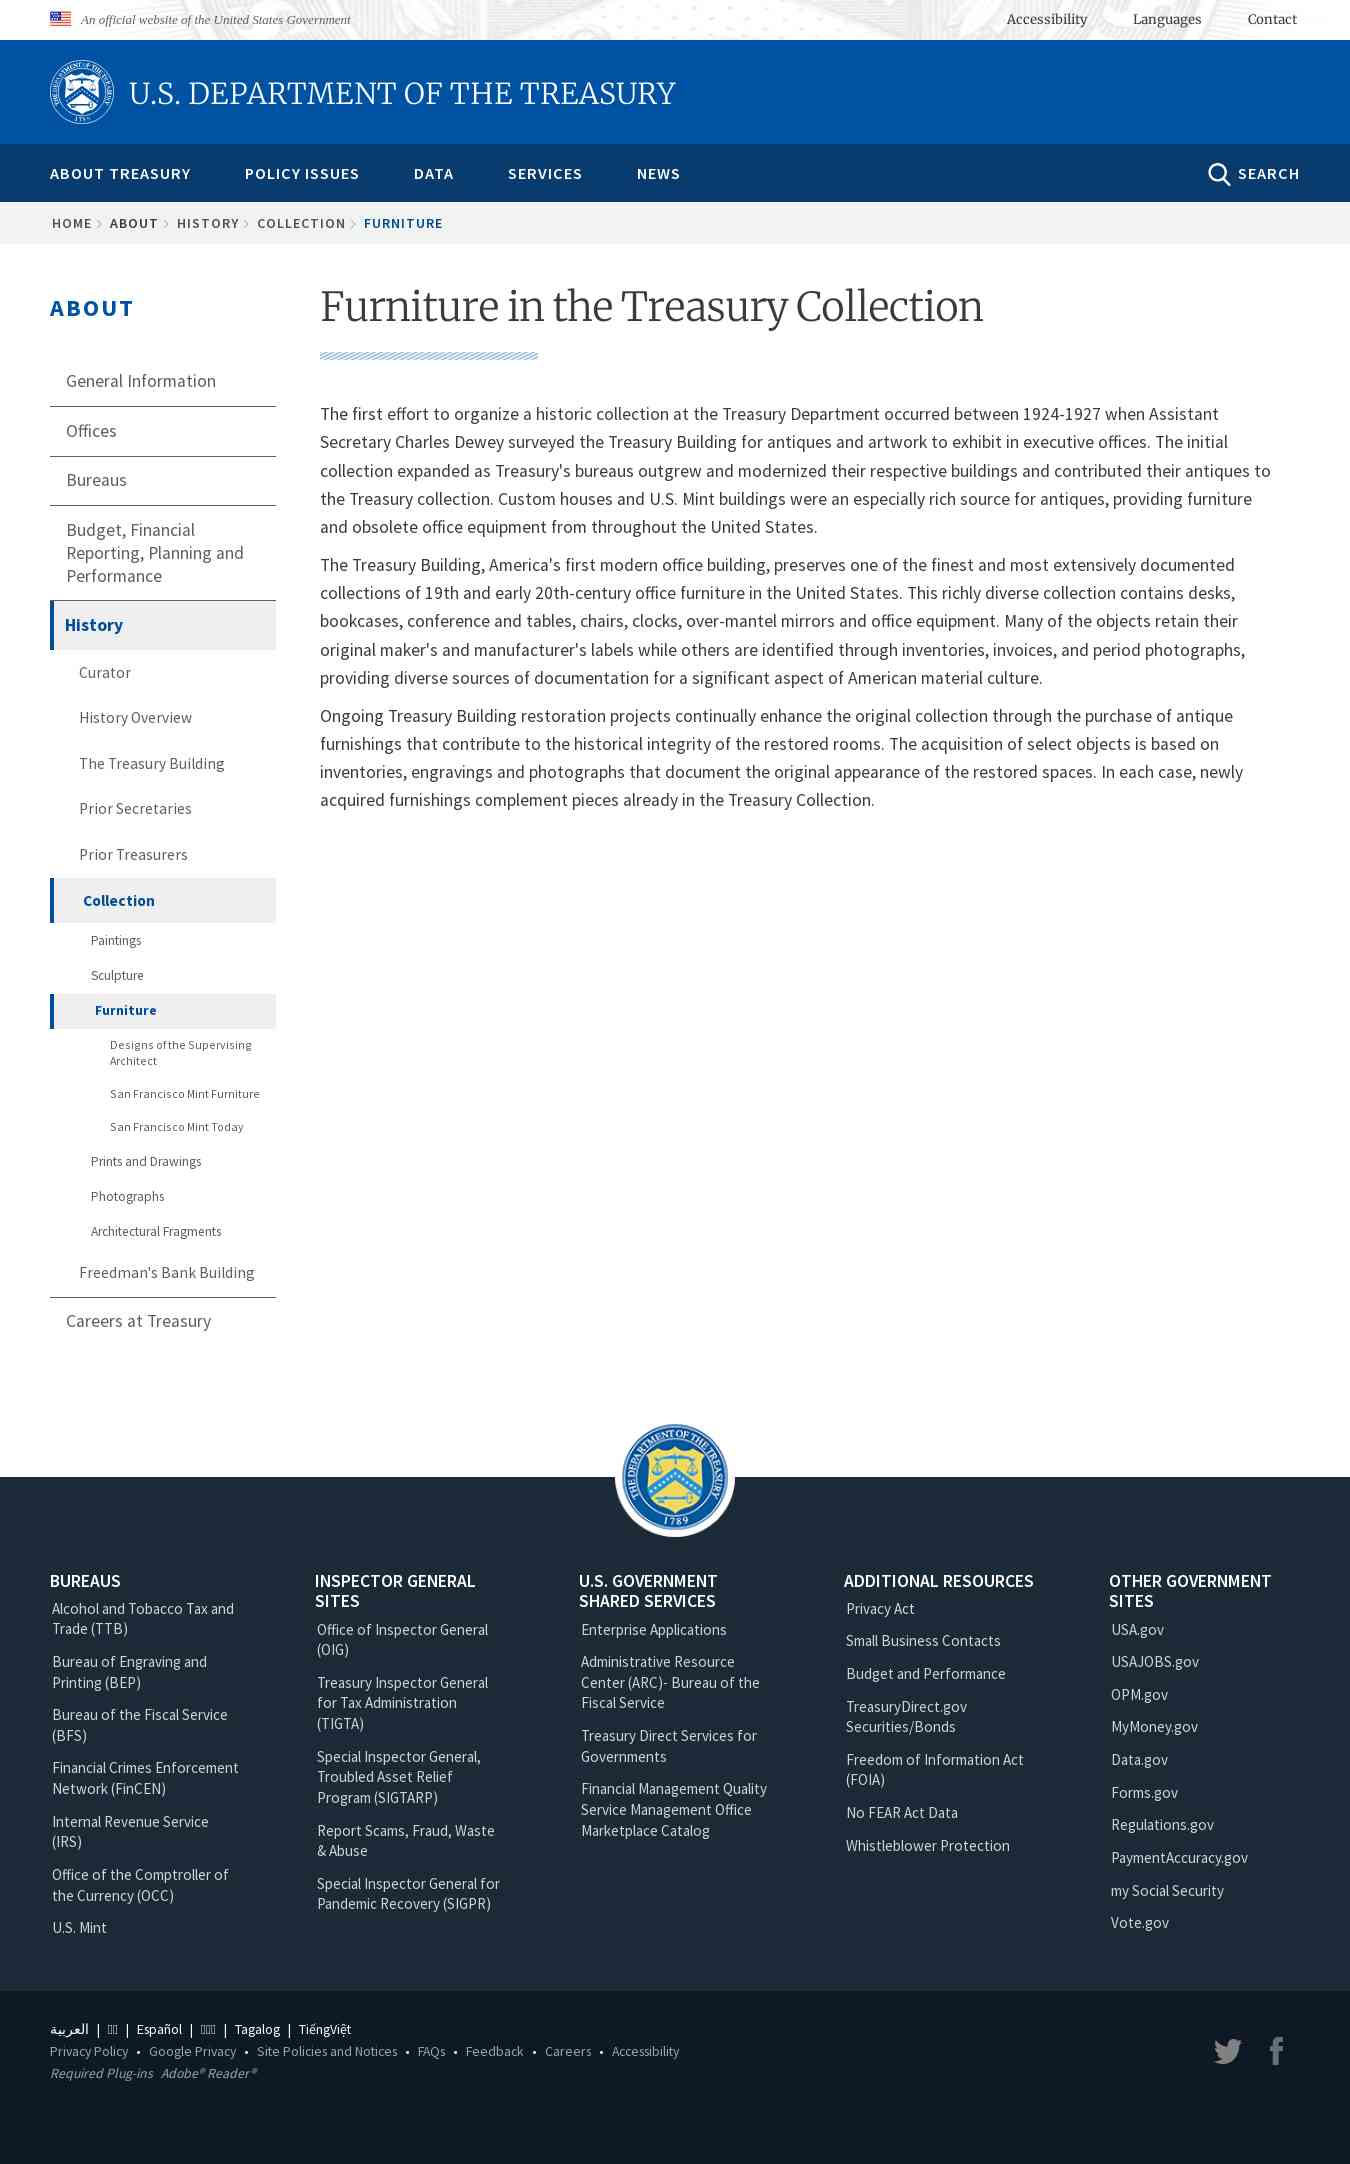 An official website of the United States Government
Accessibility
Languages
Contact
U.S. DEPARTMENT OF THE TREASURY
ABOUT TREASURY
POLICY ISSUES
DATA
SERVICES
NEWS
SEARCH
HOME
ABOUT
HISTORY
COLLECTION
FURNITURE
ABOUT
General Information
Offices
Bureaus
Budget, Financial
Reporting, Planning and
Performance
History
Curator
History Overview
The Treasury Building
Prior Secretaries
Prior Treasurers
Collection
Paintings
Sculpture
Furniture
Designs of the Supervising
Architect
San Francisco Mint Furniture
San Francisco Mint Today
Prints and Drawings
Photographs
Architectural Fragments
Freedman's Bank Building
Careers at Treasury
Furniture in the Treasury Collection
The first effort to organize a historic collection at the Treasury Department occurred between 1924-1927 when Assistant
Secretary Charles Dewey surveyed the Treasury Building for antiques and artwork to exhibit in executive offices. The initial
collection expanded as Treasury's bureaus outgrew and modernized their respective buildings and contributed their antiques to
the Treasury collection. Custom houses and U.S. Mint buildings were an especially rich source for antiques, providing furniture
and obsolete office equipment from throughout the United States.
The Treasury Building, America's first modern office building, preserves one of the finest and most extensively documented
collections of 19th and early 20th-century office furniture in the United States. This richly diverse collection contains desks,
bookcases, conference and tables, chairs, clocks, over-mantel mirrors and office equipment. Many of the objects retain their
original maker's and manufacturer's labels while others are identified through inventories, invoices, and period photographs,
providing diverse sources of documentation for a significant aspect of American material culture.
Ongoing Treasury Building restoration projects continually enhance the original collection through the purchase of antique
furnishings that contribute to the historical integrity of the restored rooms. The acquisition of select objects is based on
inventories, engravings and photographs that document the original appearance of the restored spaces. In each case, newly
acquired furnishings complement pieces already in the Treasury Collection.
THE DEPARTMENT OF THE TREASURY
1789
BUREAUS
Alcohol and Tobacco Tax and
Trade (TTB)
Bureau of Engraving and
Printing (BEP)
Bureau of the Fiscal Service
(BFS)
Financial Crimes Enforcement
Network (FinCEN)
Internal Revenue Service
(IRS)
Office of the Comptroller of
the Currency (OCC)
U.S. Mint
INSPECTOR GENERAL
SITES
Office of Inspector General
(OIG)
Treasury Inspector General
for Tax Administration
(TIGTA)
Special Inspector General,
Troubled Asset Relief
Program (SIGTARP)
Report Scams, Fraud, Waste
& Abuse
Special Inspector General for
Pandemic Recovery (SIGPR)
U.S. GOVERNMENT
SHARED SERVICES
Enterprise Applications
Administrative Resource
Center (ARC)- Bureau of the
Fiscal Service
Treasury Direct Services for
Governments
Financial Management Quality
Service Management Office
Marketplace Catalog
ADDITIONAL RESOURCES
Privacy Act
Small Business Contacts
Budget and Performance
TreasuryDirect.gov
Securities/Bonds
Freedom of Information Act
(FOIA)
No FEAR Act Data
Whistleblower Protection
OTHER GOVERNMENT
SITES
USA.gov
USAJOBS.gov
OPM.gov
MyMoney.gov
Data.gov
Forms.gov
Regulations.gov
PaymentAccuracy.gov
my Social Security
Vote.gov
العربية | | Español | | Tagalog | TiếngViệt
Privacy Policy • Google Privacy • Site Policies and Notices • FAQs • Feedback • Careers • Accessibility
Required Plug-ins Adobe® Reader®